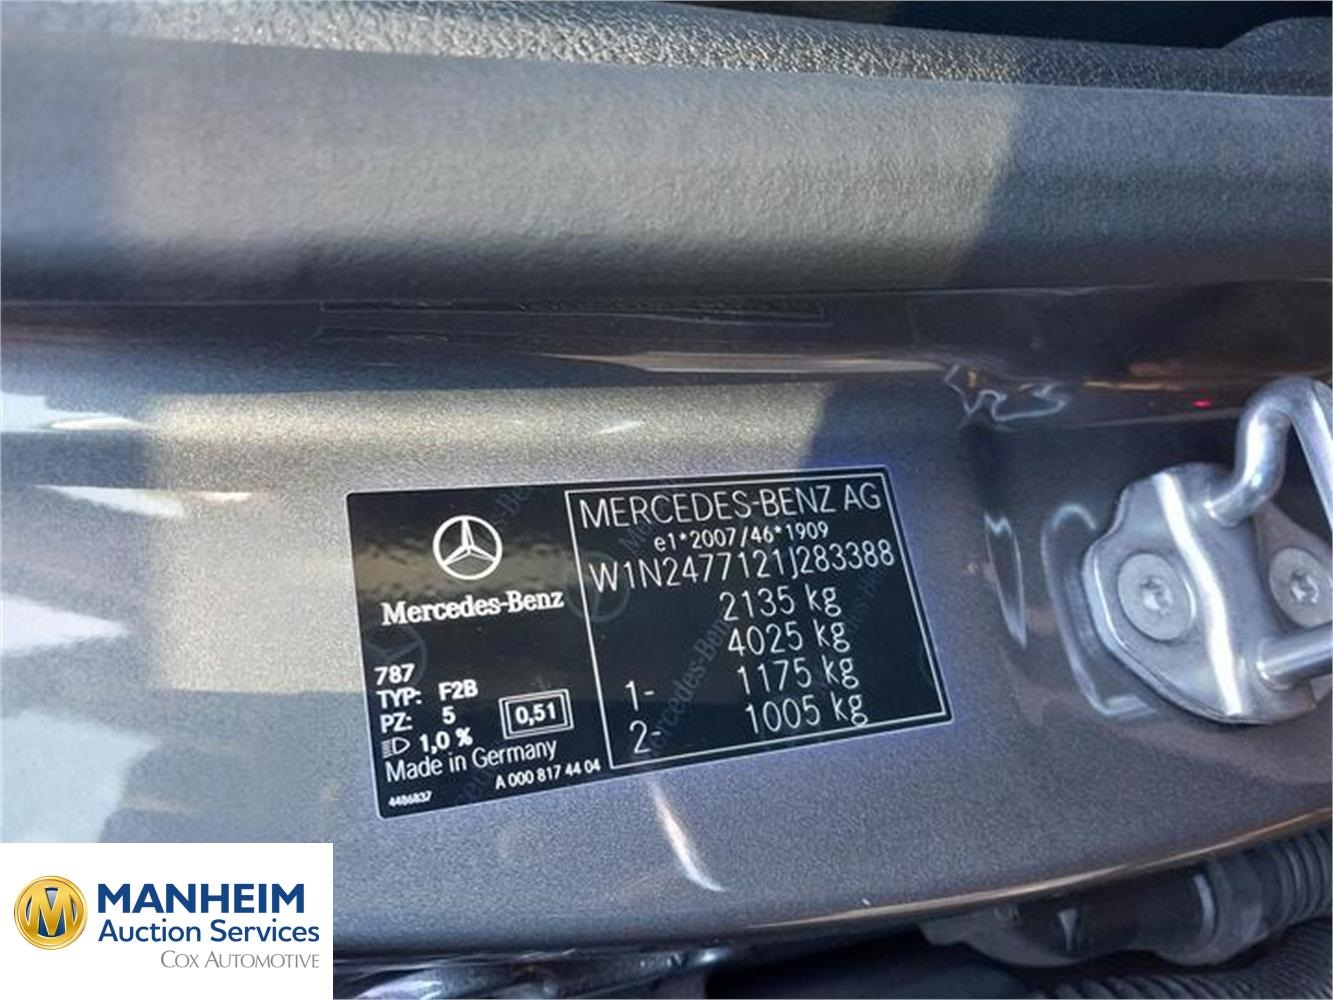 MERCEDES-BENZ AG
e1*2007/46*1909
W1N2477121J283388
2135 kg
4025 kg
1- 1175 kg
2- 1005 kg
Mercedes-Benz
787
TYP: F2B
PZ: 5
0,51
1,0 %
Made in Germany
A 000 817 44 04
4486837
MANHEIM
Auction Services
COX AUTOMOTIVE